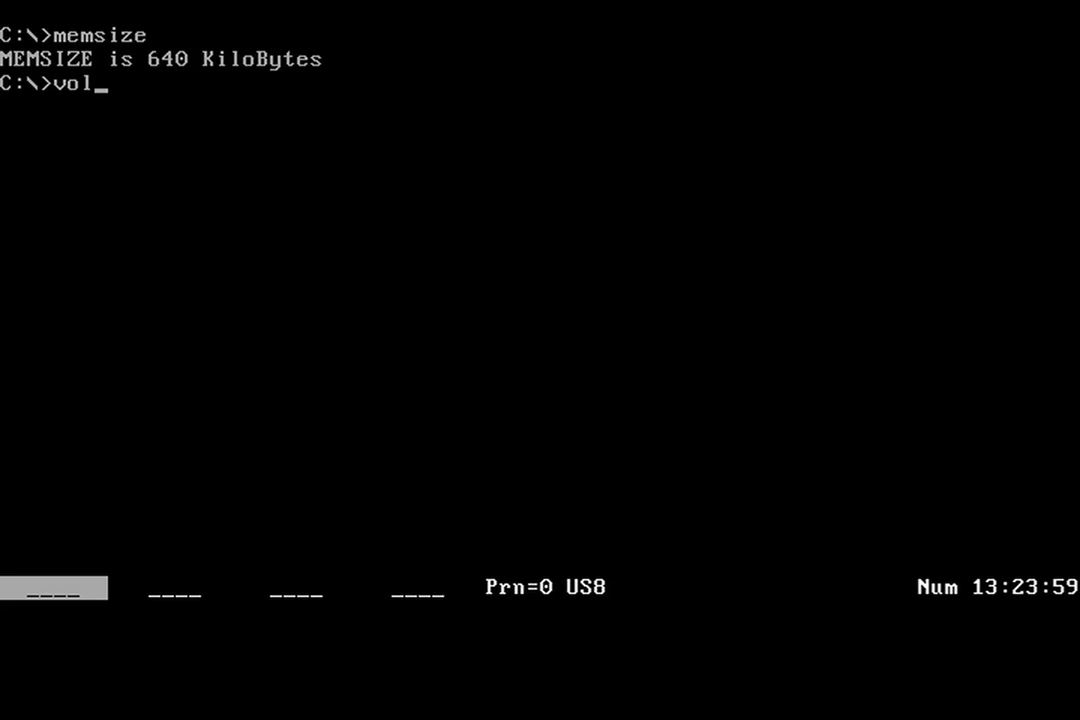 C:\>memsize
MEMSIZE is 640 KiloBytes
C:\>vol_
____ ____ ____ ____ Prn=0 US8 Num 13:23:59